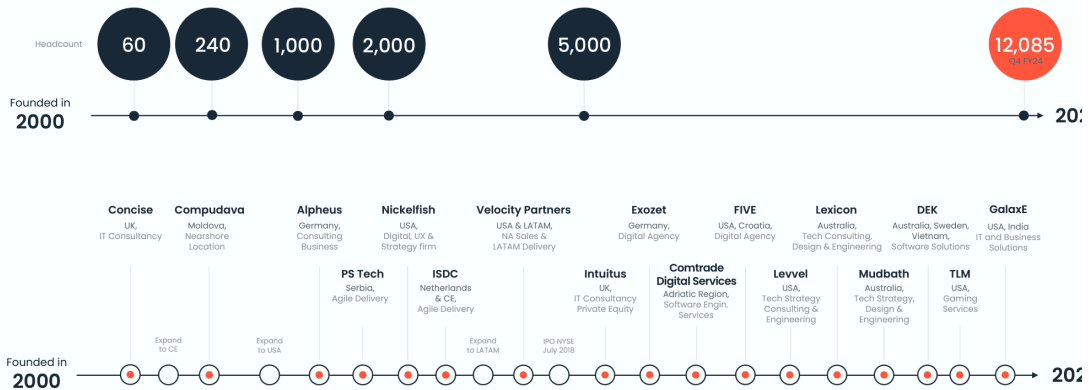 60
240
1,000
2,000
5,000
12,085
Q4 FY24
Headcount
Founded in
2000
Concise
UK,
IT Consultancy
Compudava
Moldova,
Nearshore
Location
Alpheus
Germany,
Consulting
Business
Nickelfish
USA,
Digital, UX &
Strategy firm
Velocity Partners
USA & LATAM,
NA Sales &
LATAM Delivery
Exozet
Germany,
Digital Agency
FIVE
USA, Croatia,
Digital Agency
Lexicon
Australia,
Tech Consulting,
Design & Engineering
DEK
Australia, Sweden,
Vietnam,
Software Solutions
GalaxE
USA, India
IT and Business
Solutions
PS Tech
Serbia,
Agile Delivery
ISDC
Netherlands
& CE,
Agile Delivery
Intuitus
UK,
IT Consultancy
Private Equity
Comtrade
Digital Services
Adriatic Region,
Software Engin.
Services
Levvel
USA,
Tech Strategy
Consulting &
Engineering
Mudbath
Australia,
Tech Strategy,
Design &
Engineering
TLM
USA,
Gaming
Services
Expand
to CE
Expand
to USA
Expand
to LATAM
IPO NYSE
July 2018
Founded in
2000